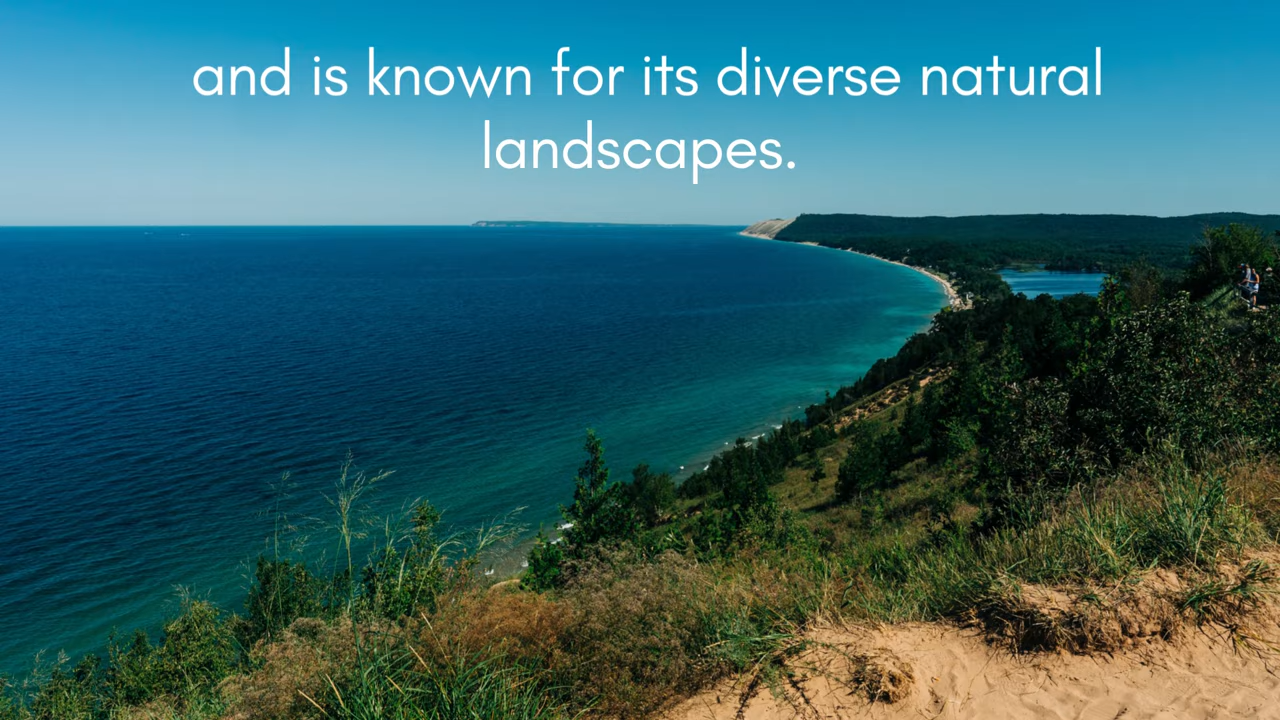 and is known for its diverse natural
landscapes.